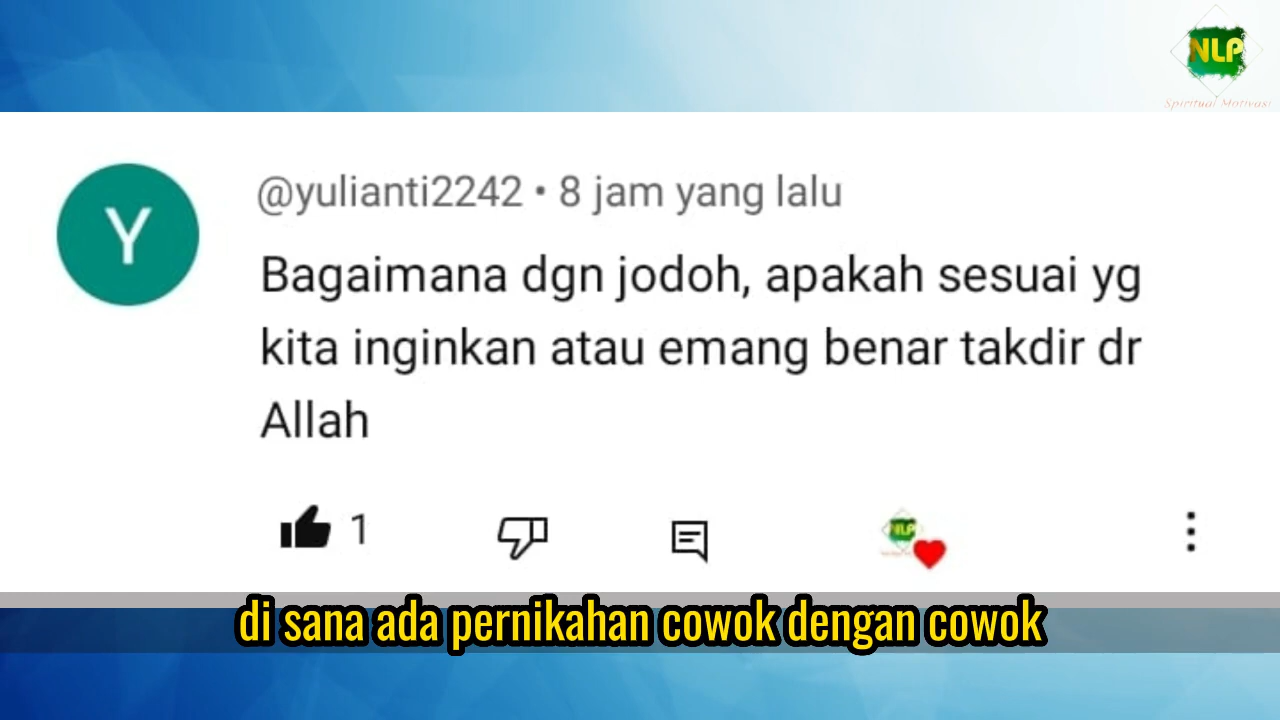 NLP
Spiritual Motivasi
Y
@yulianti2242 • 8 jam yang lalu
Bagaimana dgn jodoh, apakah sesuai yg
kita inginkan atau emang benar takdir dr
Allah
1
NLP
di sana ada pernikahan cowok dengan cowok